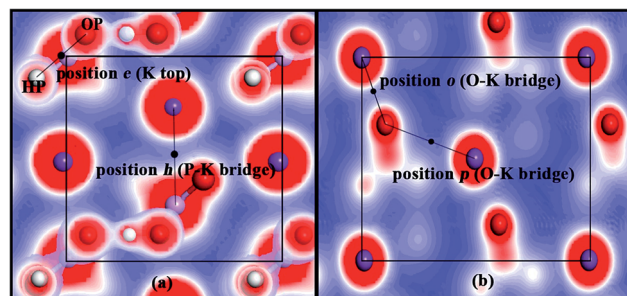 OP
HP
position e (K top)
position h (P-K bridge)
(a)
position o (O-K bridge)
position p (O-K bridge)
(b)